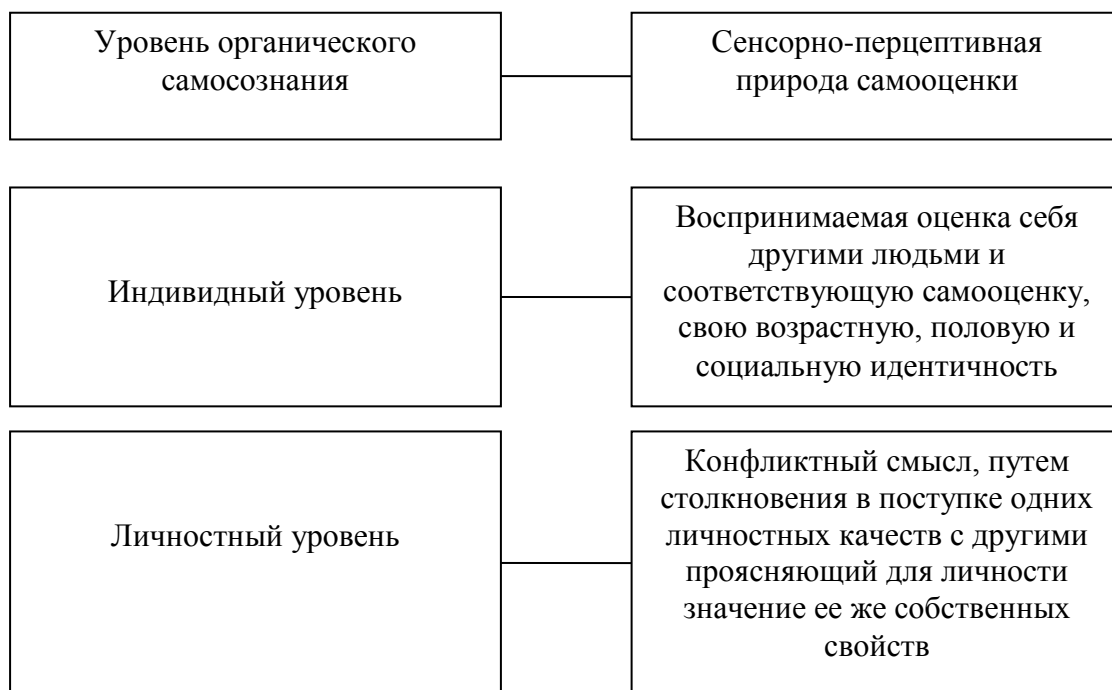 Уровень органического
самосознания
Сенсорно-перцептивная
природа самооценки
Индивидный уровень
Воспринимаемая оценка себя
другими людьми и
соответствующую самооценку,
свою возрастную, половую и
социальную идентичность
Личностный уровень
Конфликтный смысл, путем
столкновения в поступке одних
личностных качеств с другими
проясняющий для личности
значение ее же собственных
свойств